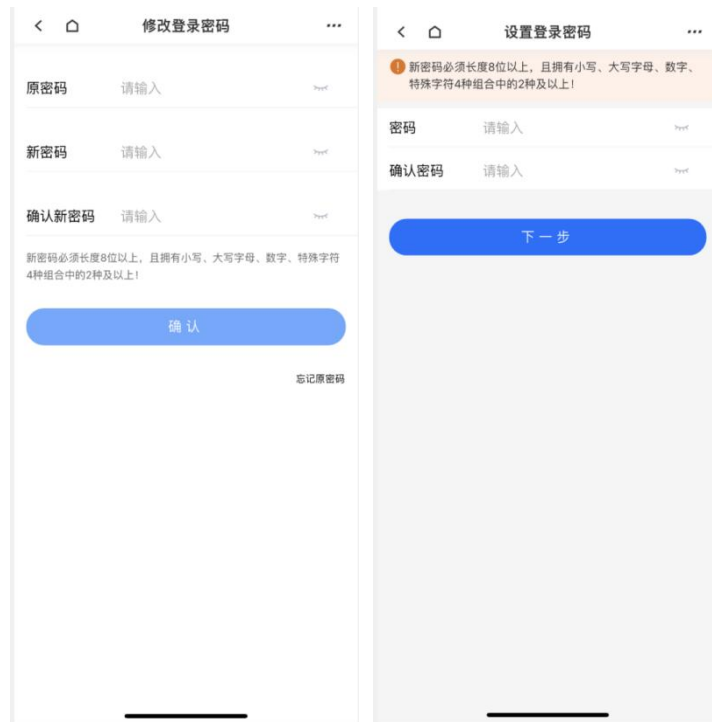 修改登录密码
原密码 请输入
新密码 请输入
确认新密码 请输入
新密码必须长度8位以上，且拥有小写、大写字母、数字、特殊字符
4种组合中的2种及以上！
确 认
忘记原密码
设置登录密码
新密码必须长度8位以上，且拥有小写、大写字母、数字、
特殊字符4种组合中的2种及以上！
密码 请输入
确认密码 请输入
下 一 步